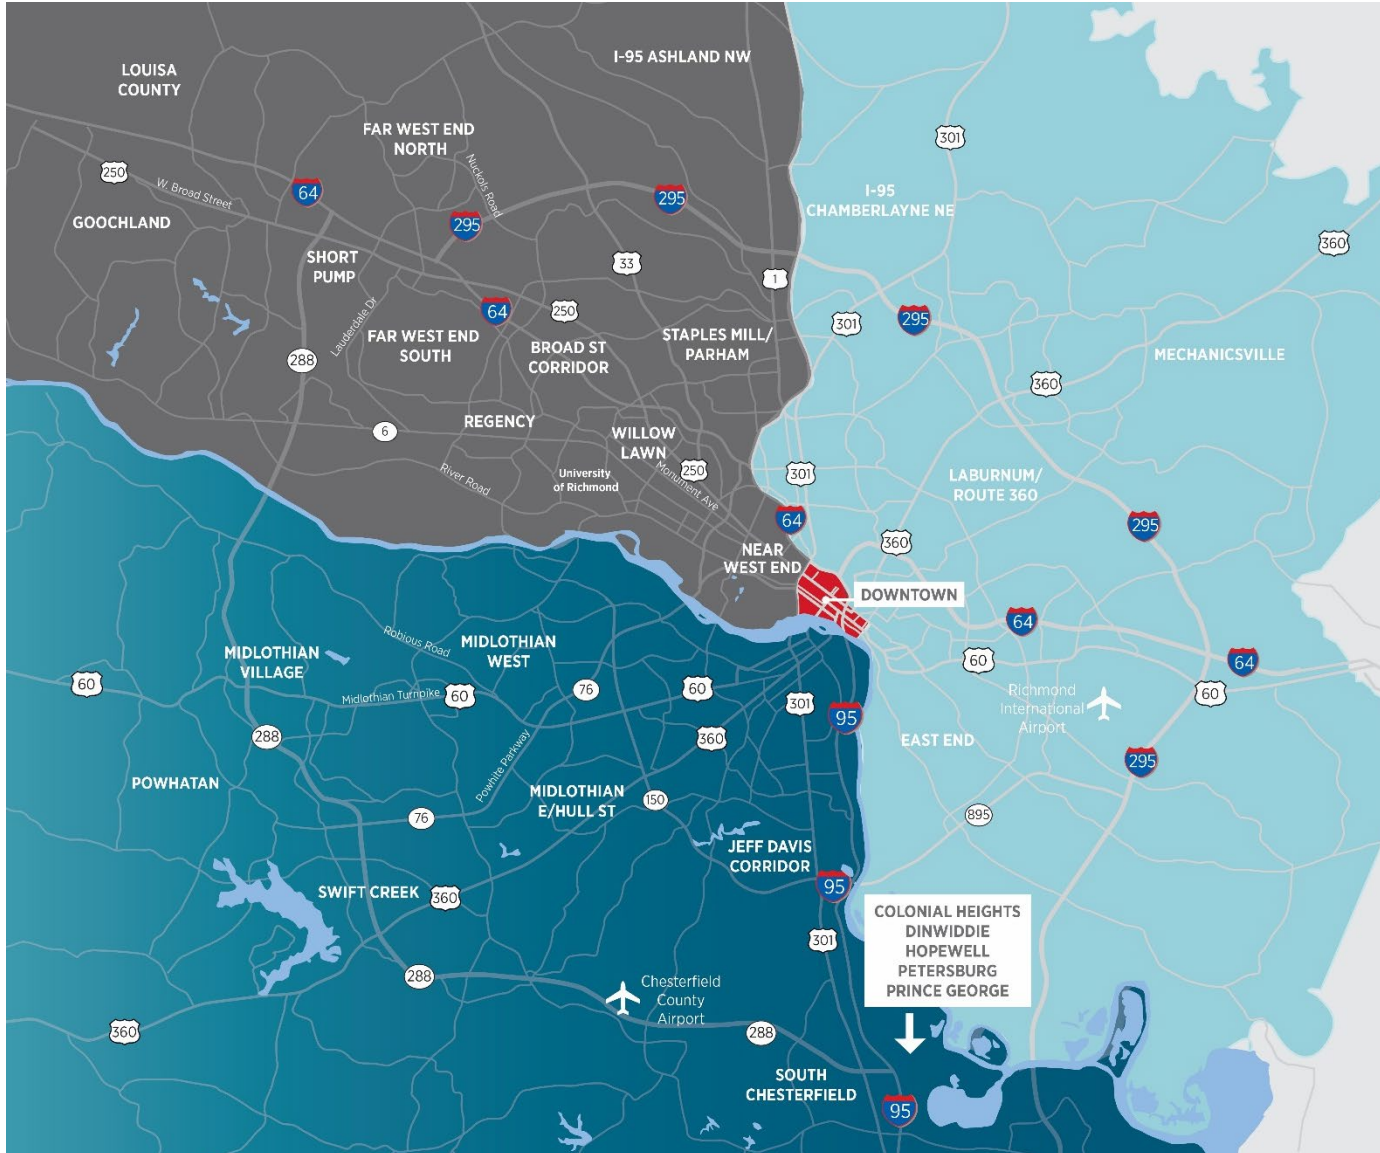 I-95 ASHLAND NW
LOUISA
COUNTY
FAR WEST END
NORTH
301
250
W. Broad Street
64
Nuckols Road
295
295
I-95
CHAMBERLAYNE NE
GOOCHLAND
360
SHORT
PUMP
33
1
64
250
301
295
Lauderdale Dr
FAR WEST END
SOUTH
BROAD ST
CORRIDOR
STAPLES MILL/
PARHAM
288
MECHANICSVILLE
360
6
REGENCY
WILLOW
LAWN
River Road
University
of Richmond
250
Monument Ave
301
LABURNUM/
ROUTE 360
64
295
360
NEAR
WEST END
DOWNTOWN
64
Robious Road
MIDLOTHIAN
VILLAGE
MIDLOTHIAN
WEST
60
64
60
Midlothian Turnpike
60
76
60
301
95
Richmond
International
Airport
60
288
360
EAST END
295
Powhite Parkway
POWHATAN
MIDLOTHIAN
E/HULL ST
150
76
895
JEFF DAVIS
CORRIDOR
SWIFT CREEK
360
95
301
COLONIAL HEIGHTS
DINWIDDIE
HOPEWELL
PETERSBURG
PRINCE GEORGE
288
Chesterfield
County
Airport
360
288
SOUTH
CHESTERFIELD
95